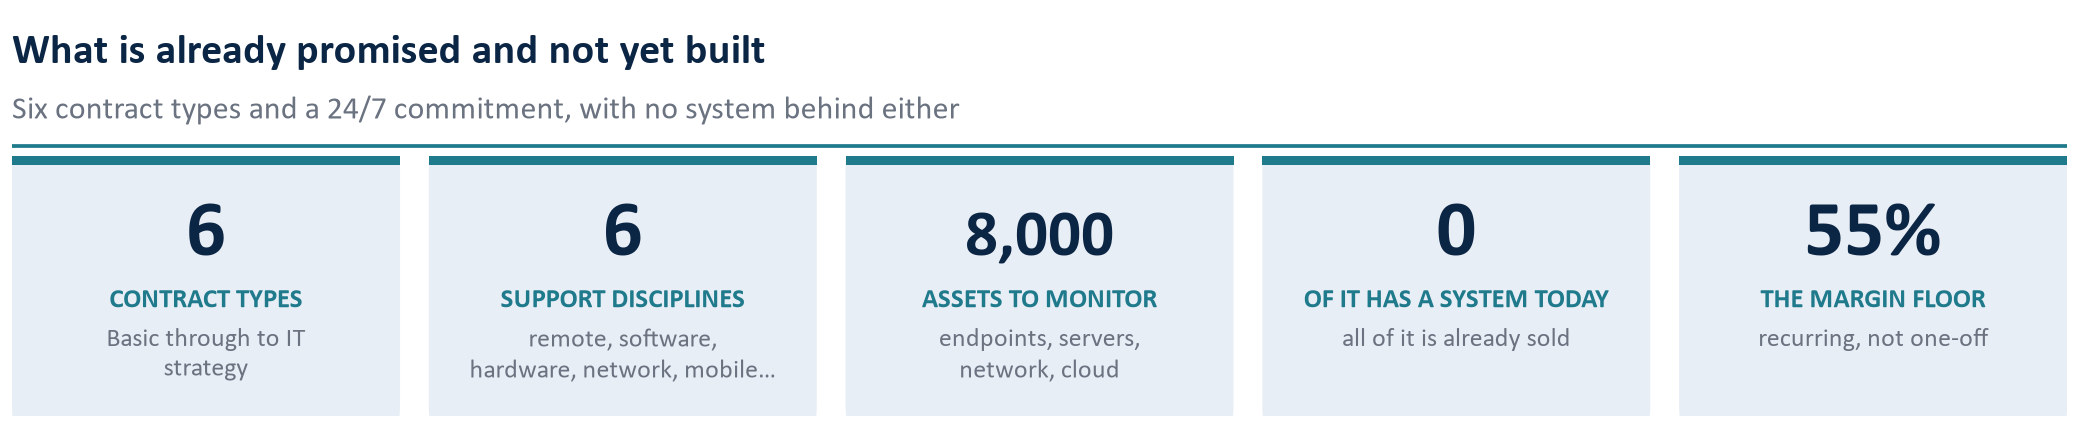 What is already promised and not yet built
Six contract types and a 24/7 commitment, with no system behind either
6
CONTRACT TYPES
Basic through to IT
strategy
6
SUPPORT DISCIPLINES
remote, software,
hardware, network, mobile...
8,000
ASSETS TO MONITOR
endpoints, servers,
network, cloud
0
OF IT HAS A SYSTEM TODAY
all of it is already sold
55%
THE MARGIN FLOOR
recurring, not one-off